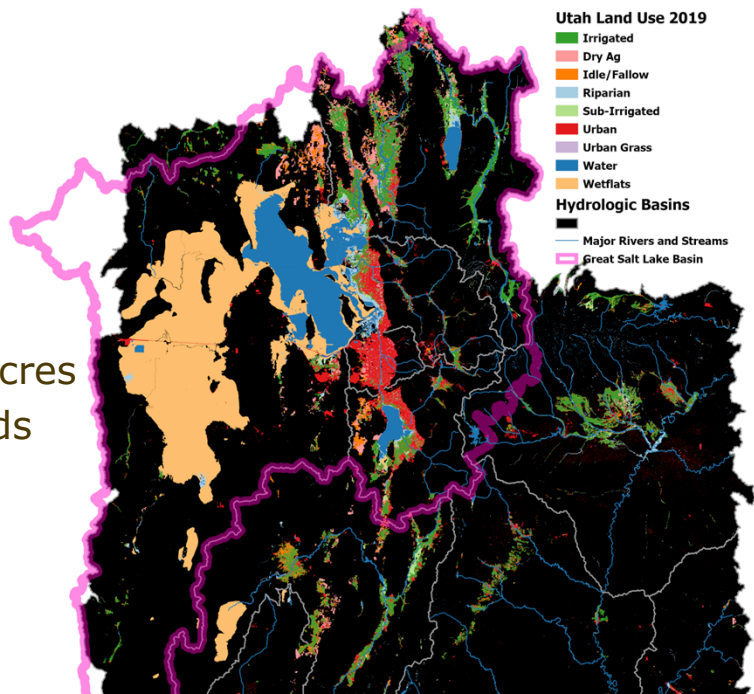 Utah Land Use 2019
Irrigated
Dry Ag
Idle/Fallow
Riparian
Sub-Irrigated
Urban
Urban Grass
Water
Wetflats
Hydrologic Basins
Major Rivers and Streams
Great Salt Lake Basin
cres
ds